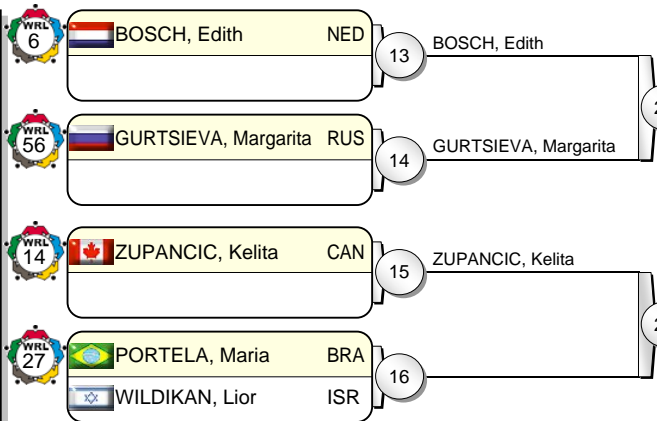 WRL
6
BOSCH, Edith NED
13
BOSCH, Edith
WRL
56
GURTSIEVA, Margarita RUS
14
GURTSIEVA, Margarita
WRL
14
ZUPANCIC, Kelita CAN
15
ZUPANCIC, Kelita
WRL
27
PORTELA, Maria BRA
WILDIKAN, Lior ISR
16